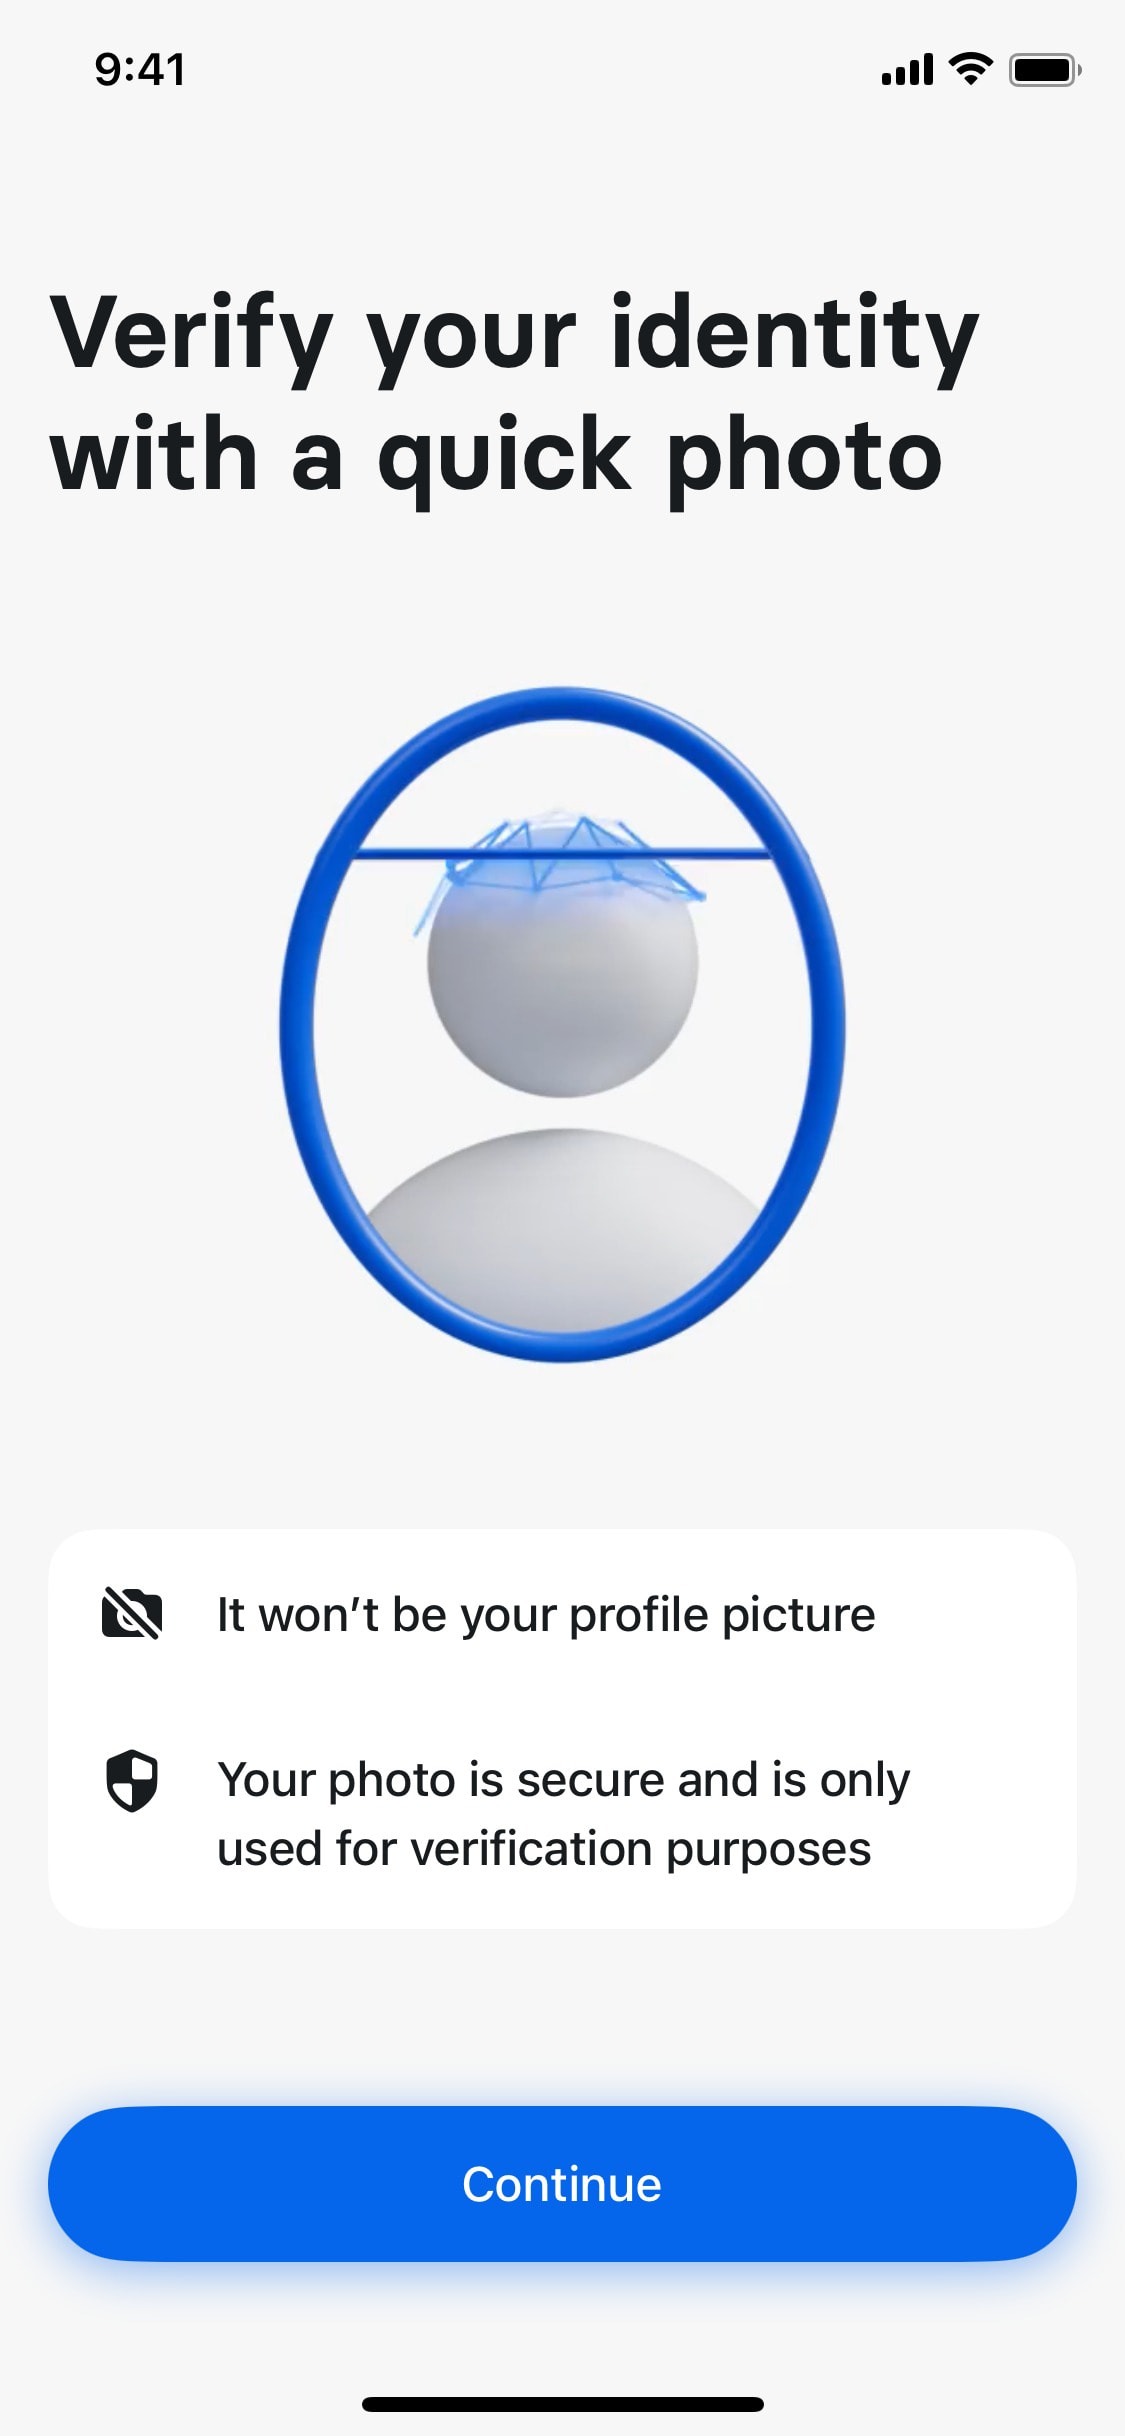 9:41
Verify your identity
with a quick photo
It won’t be your profile picture
Your photo is secure and is only
used for verification purposes
Continue